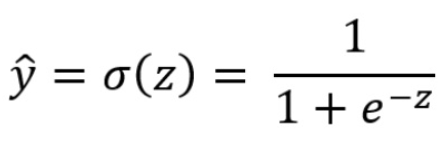 ŷ = σ(z) = 1 / (1 + e^{-z})